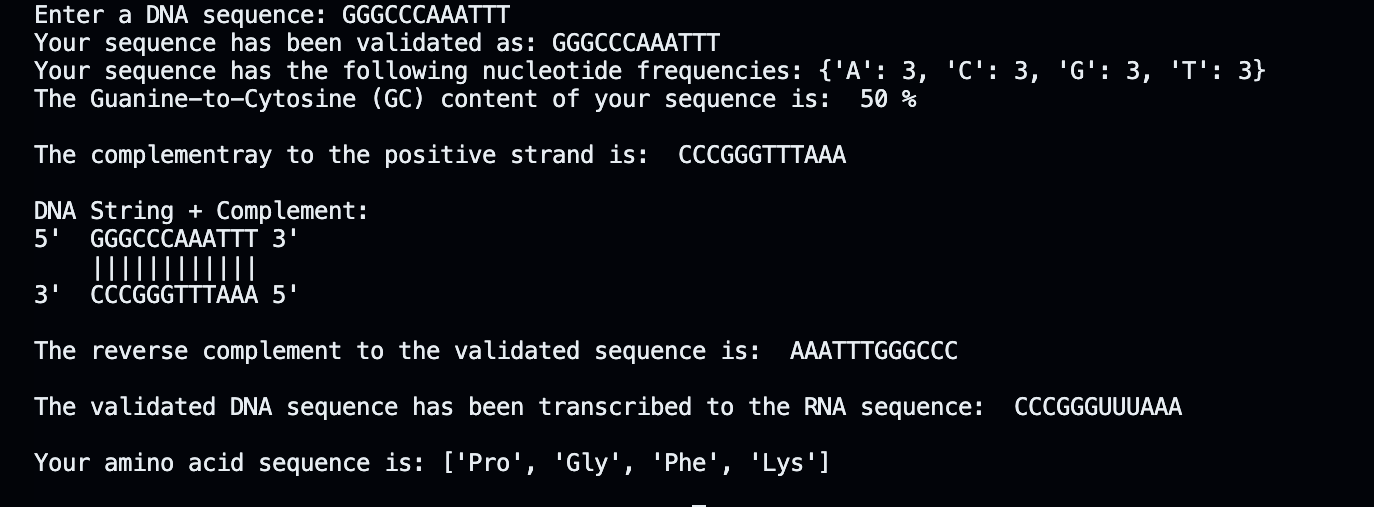 Enter a DNA sequence: GGGCCCAAATTT
Your sequence has been validated as: GGGCCCAAATTT
Your sequence has the following nucleotide frequencies: {'A': 3, 'C': 3, 'G': 3, 'T': 3}
The Guanine-to-Cytosine (GC) content of your sequence is:  50 %
The complementray to the positive strand is:  CCCGGGTTTAAA
DNA String + Complement:
5'  GGGCCCAAATTT 3'
    ||||||||||||
3'  CCCGGGTTTAAA 5'
The reverse complement to the validated sequence is:  AAATTTGGGCCC
The validated DNA sequence has been transcribed to the RNA sequence:  CCCGGGUUUAAA
Your amino acid sequence is: ['Pro', 'Gly', 'Phe', 'Lys']